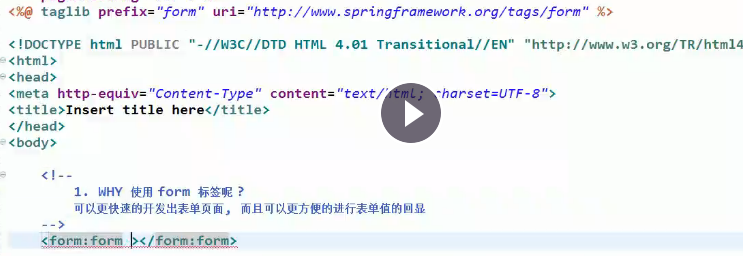 <%@ taglib prefix="form" uri="http://www.springframework.org/tags/form" %>
<!DOCTYPE html PUBLIC "-//W3C//DTD HTML 4.01 Transitional//EN" "http://www.w3.org/TR/html4
<html>
<head>
<meta http-equiv="Content-Type" content="text/html; charset=UTF-8">
<title>Insert title here</title>
</head>
<body>
<!--
1. WHY 使用 form 标签呢 ?
可以更快速的开发出表单页面, 而且可以更方便的进行表单值的回显
-->
<form:form ></form:form>